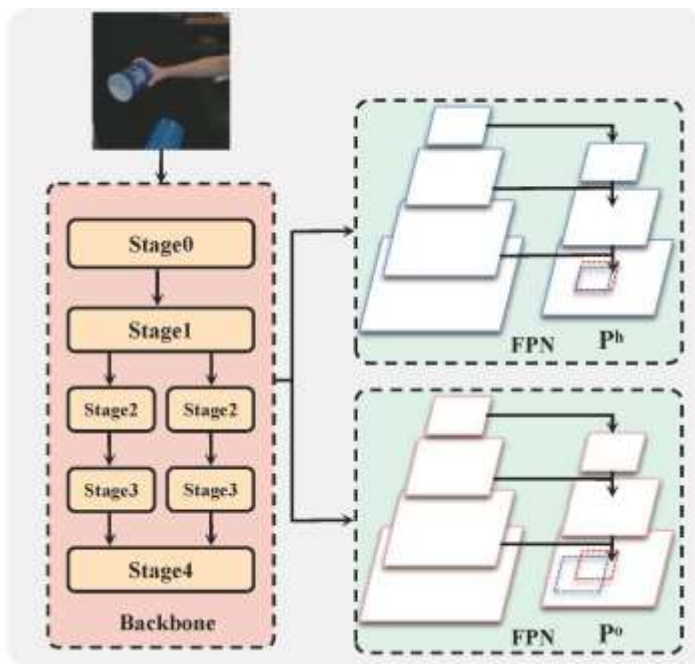 Stage0
Stage1
Stage2 Stage2
Stage3 Stage3
Stage4
Backbone
FPN Pʰ
FPN Pᵒ